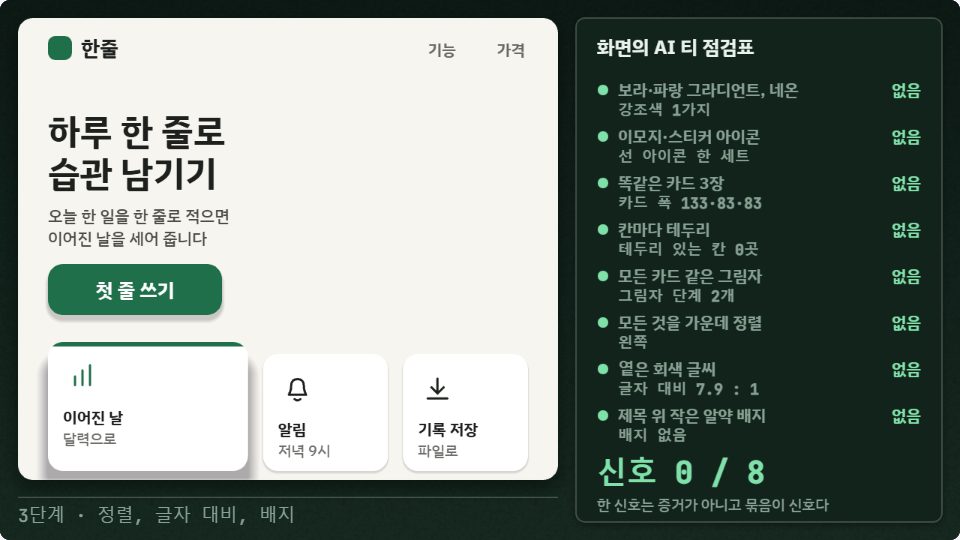 한줄
기능 가격
하루 한 줄로
습관 남기기
오늘 한 일을 한 줄로 적으면
이어진 날을 세어 줍니다
첫 줄 쓰기
이어진 날
달력으로
알림
저녁 9시
기록 저장
파일로
3단계 · 정렬, 글자 대비, 배지
화면의 AI 티 점검표
보라·파랑 그라디언트, 네온 없음
강조색 1가지
이모지·스티커 아이콘 없음
선 아이콘 한 세트
똑같은 카드 3장 없음
카드 폭 133·83·83
칸마다 테두리 없음
테두리 있는 칸 0곳
모든 카드 같은 그림자 없음
그림자 단계 2개
모든 것을 가운데 정렬 없음
왼쪽
옅은 회색 글씨 없음
글자 대비 7.9 : 1
제목 위 작은 알약 배지 없음
배지 없음
신호 0 / 8
한 신호는 증거가 아니고 묶음이 신호다